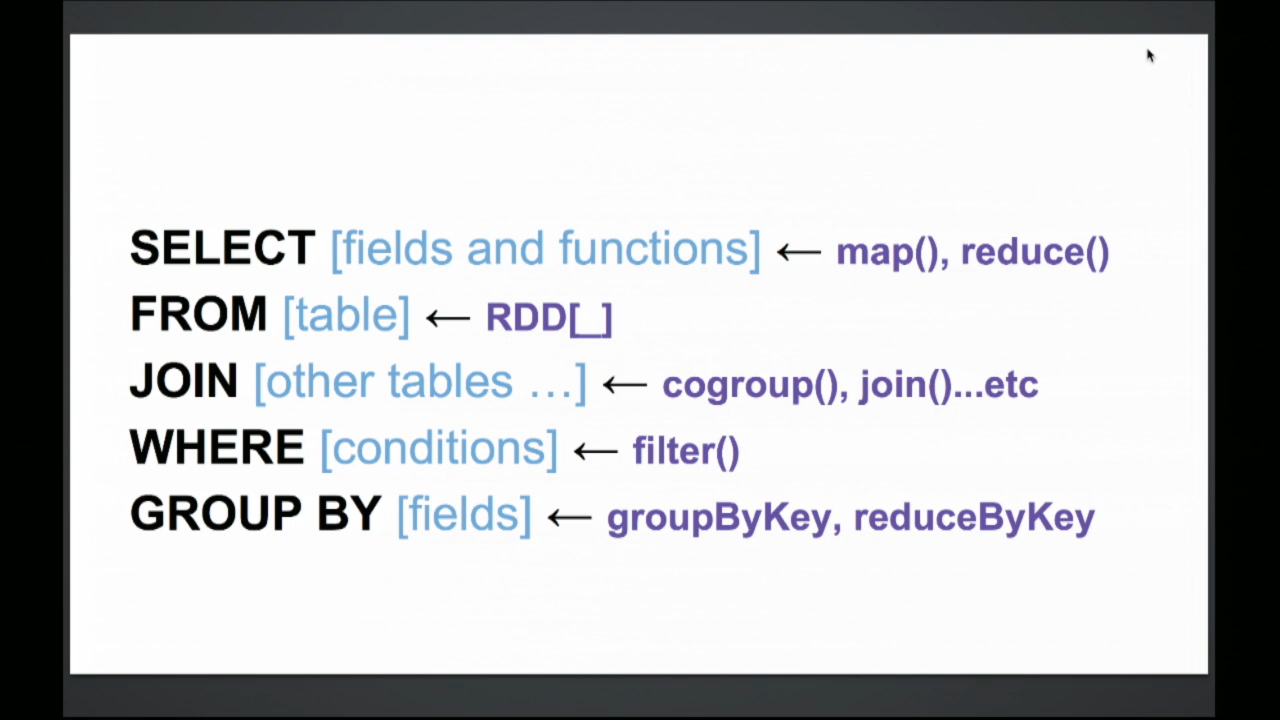 SELECT [fields and functions] ← map(), reduce()
FROM [table] ← RDD[_]
JOIN [other tables …] ← cogroup(), join()...etc
WHERE [conditions] ← filter()
GROUP BY [fields] ← groupByKey, reduceByKey